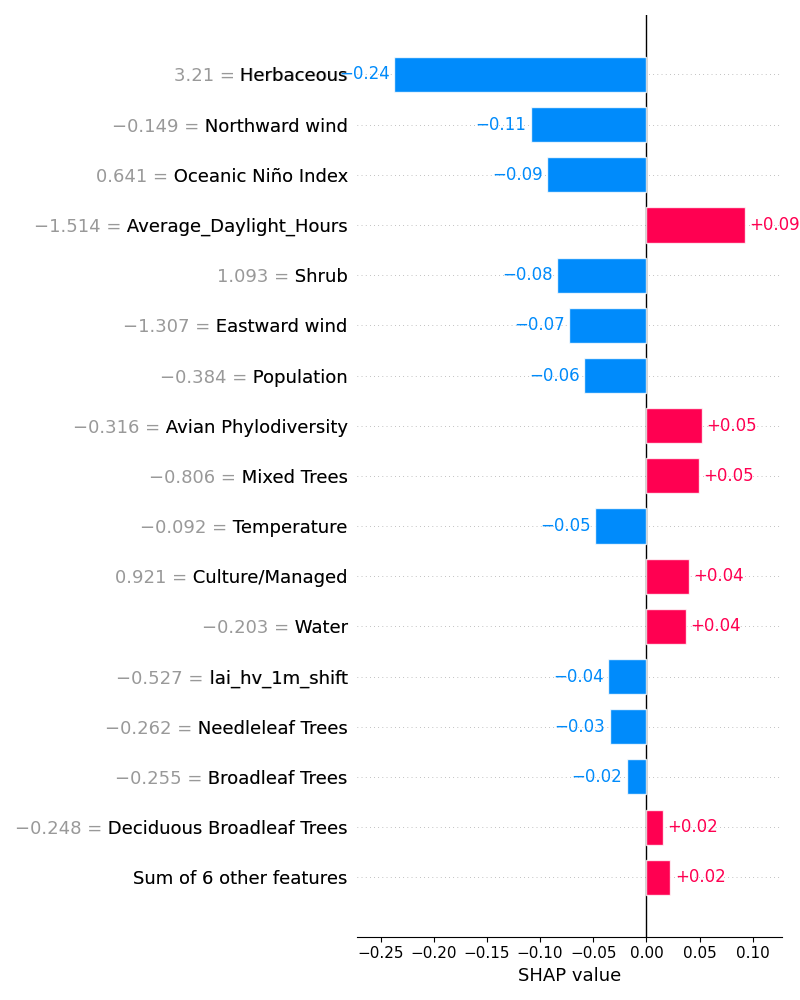 3.21 = Herbaceous −0.24
−0.149 = Northward wind −0.11
0.641 = Oceanic Niño Index −0.09
−1.514 = Average_Daylight_Hours +0.09
1.093 = Shrub −0.08
−1.307 = Eastward wind −0.07
−0.384 = Population −0.06
−0.316 = Avian Phylodiversity +0.05
−0.806 = Mixed Trees +0.05
−0.092 = Temperature −0.05
0.921 = Culture/Managed +0.04
−0.203 = Water +0.04
−0.527 = lai_hv_1m_shift −0.04
−0.262 = Needleleaf Trees −0.03
−0.255 = Broadleaf Trees −0.02
−0.248 = Deciduous Broadleaf Trees +0.02
Sum of 6 other features +0.02
−0.25 −0.20 −0.15 −0.10 −0.05 0.00 0.05 0.10
SHAP value